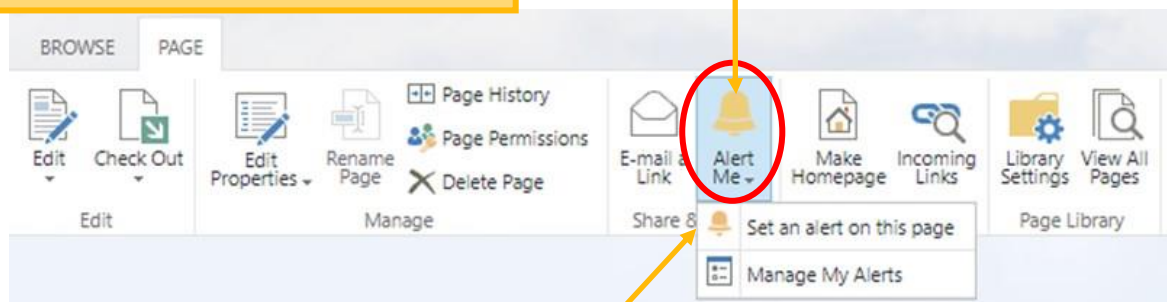 BROWSE PAGE
Edit
Check Out
Edit
Properties
Rename
Page
Page History
Page Permissions
Delete Page
E-mail a
Link
Alert
Me
Make
Homepage
Incoming
Links
Library
Settings
View All
Pages
Edit
Manage
Share &
Page Library
Set an alert on this page
Manage My Alerts